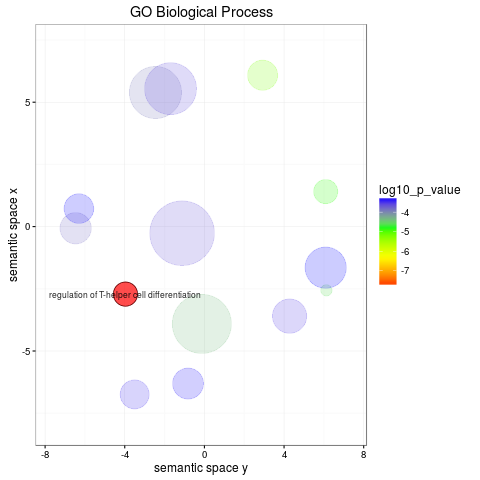 GO Biological Process
log10_p_value
-4
-5
-6
-7
semantic space x
5
0
-5
regulation of T-helper cell differentiation
-8
-4
0
4
8
semantic space y